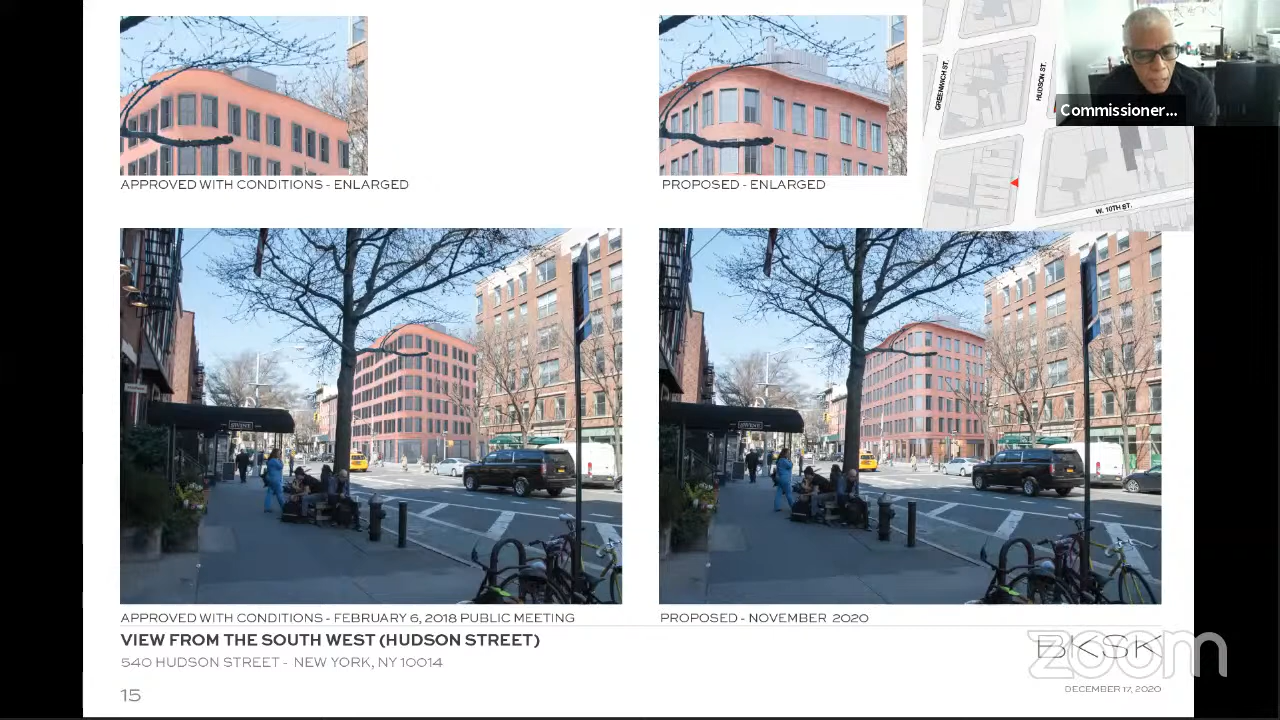 GREENWICH ST.
HUDSON ST.
Commissioner...
W. 10TH ST.
APPROVED WITH CONDITIONS - ENLARGED
PROPOSED - ENLARGED
APPROVED WITH CONDITIONS - FEBRUARY 6, 2018 PUBLIC MEETING
PROPOSED - NOVEMBER 2020
VIEW FROM THE SOUTH WEST (HUDSON STREET)
540 HUDSON STREET - NEW YORK, NY 10014
BKSK
zoom
DECEMBER 17, 2020
15